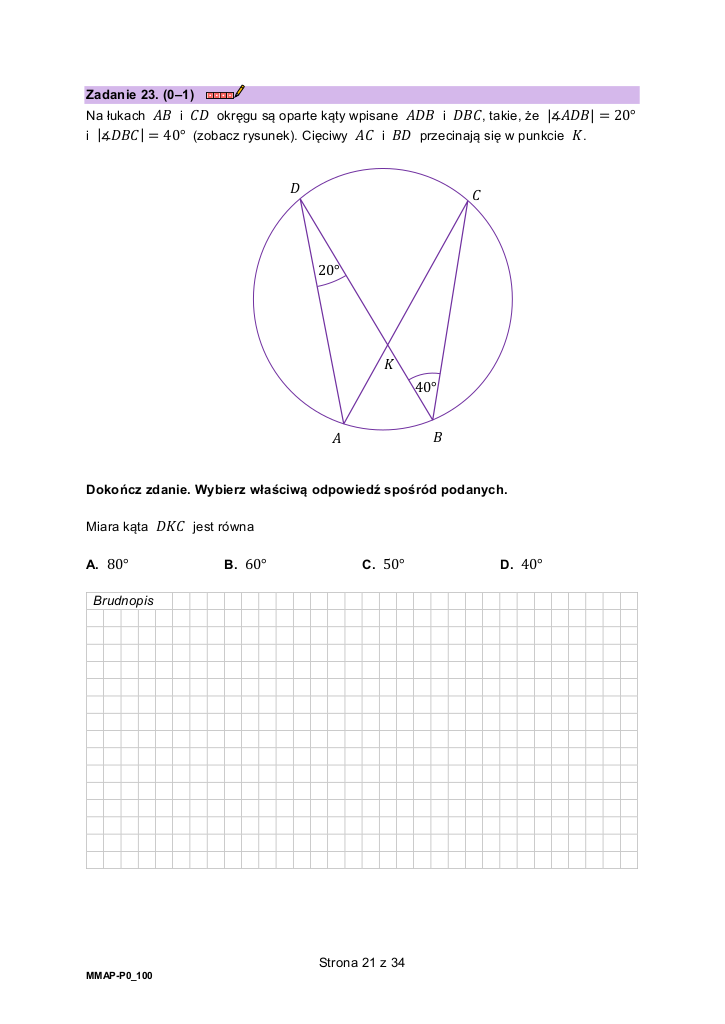 Zadanie 23. (0–1)
Na łukach AB i CD okręgu są oparte kąty wpisane ADB i DBC, takie, że |∡ADB| = 20°
i |∡DBC| = 40° (zobacz rysunek). Cięciwy AC i BD przecinają się w punkcie K.
D
C
20°
K
40°
A
B
Dokończ zdanie. Wybierz właściwą odpowiedź spośród podanych.
Miara kąta DKC jest równa
A. 80° B. 60° C. 50° D. 40°
Brudnopis
Strona 21 z 34
MMAP-P0_100